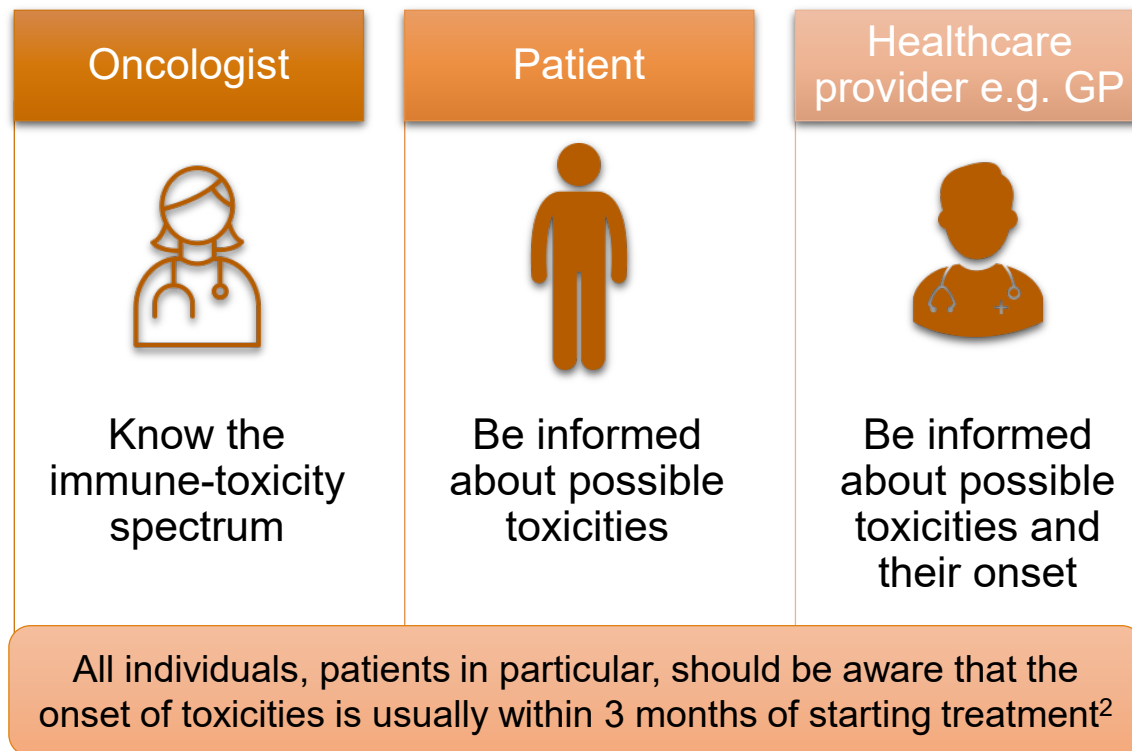 Oncologist
Patient
Healthcare
provider e.g. GP
Know the
immune-toxicity
spectrum
Be informed
about possible
toxicities
Be informed
about possible
toxicities and
their onset
All individuals, patients in particular, should be aware that the
onset of toxicities is usually within 3 months of starting treatment²